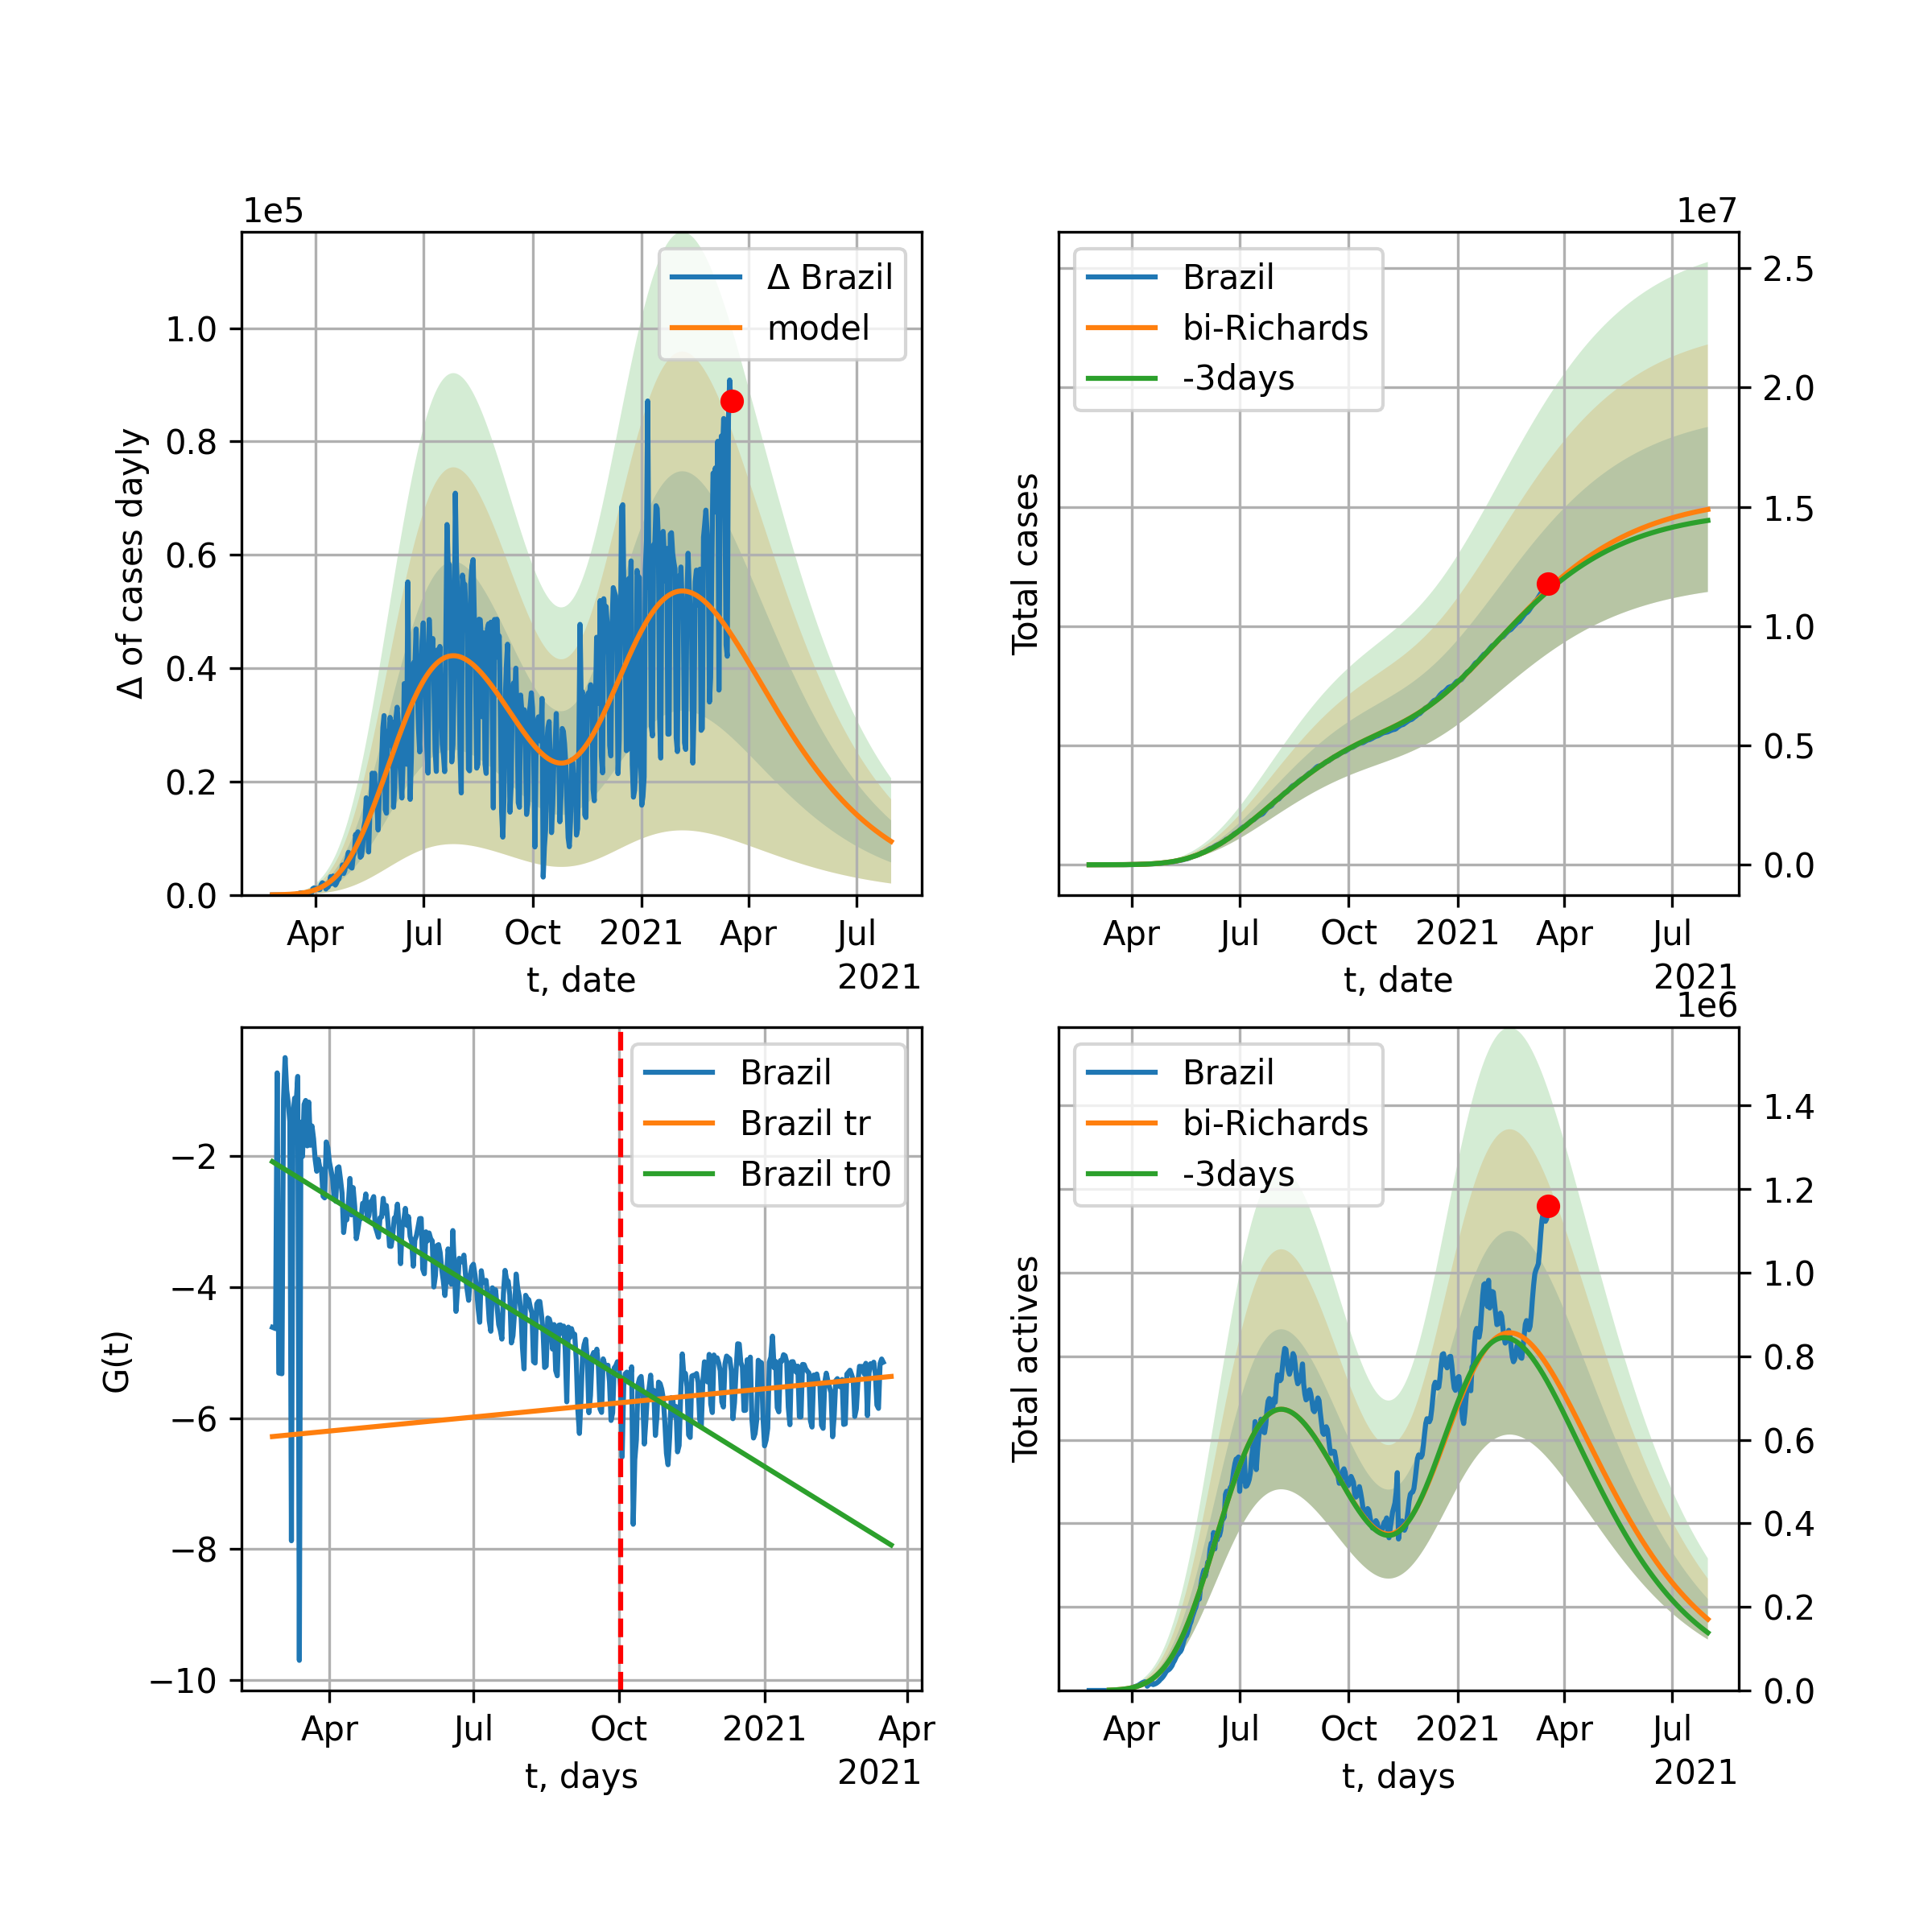 1e5
Δ Brazil
model
1.0
0.8
0.6
0.4
0.2
0.0
Δ of cases dayly
Apr Jul Oct 2021 Apr Jul
t, date
2021
1e7
Brazil
bi-Richards
-3days
2.5
2.0
1.5
1.0
0.5
0.0
Total cases
Apr Jul Oct 2021 Apr Jul
t, date
2021
Brazil
Brazil tr
Brazil tr0
−2
−4
−6
−8
−10
G(t)
Apr Jul Oct 2021 Apr
t, days
2021
1e6
Brazil
bi-Richards
-3days
1.4
1.2
1.0
0.8
0.6
0.4
0.2
0.0
Total actives
Apr Jul Oct 2021 Apr Jul
t, days
2021